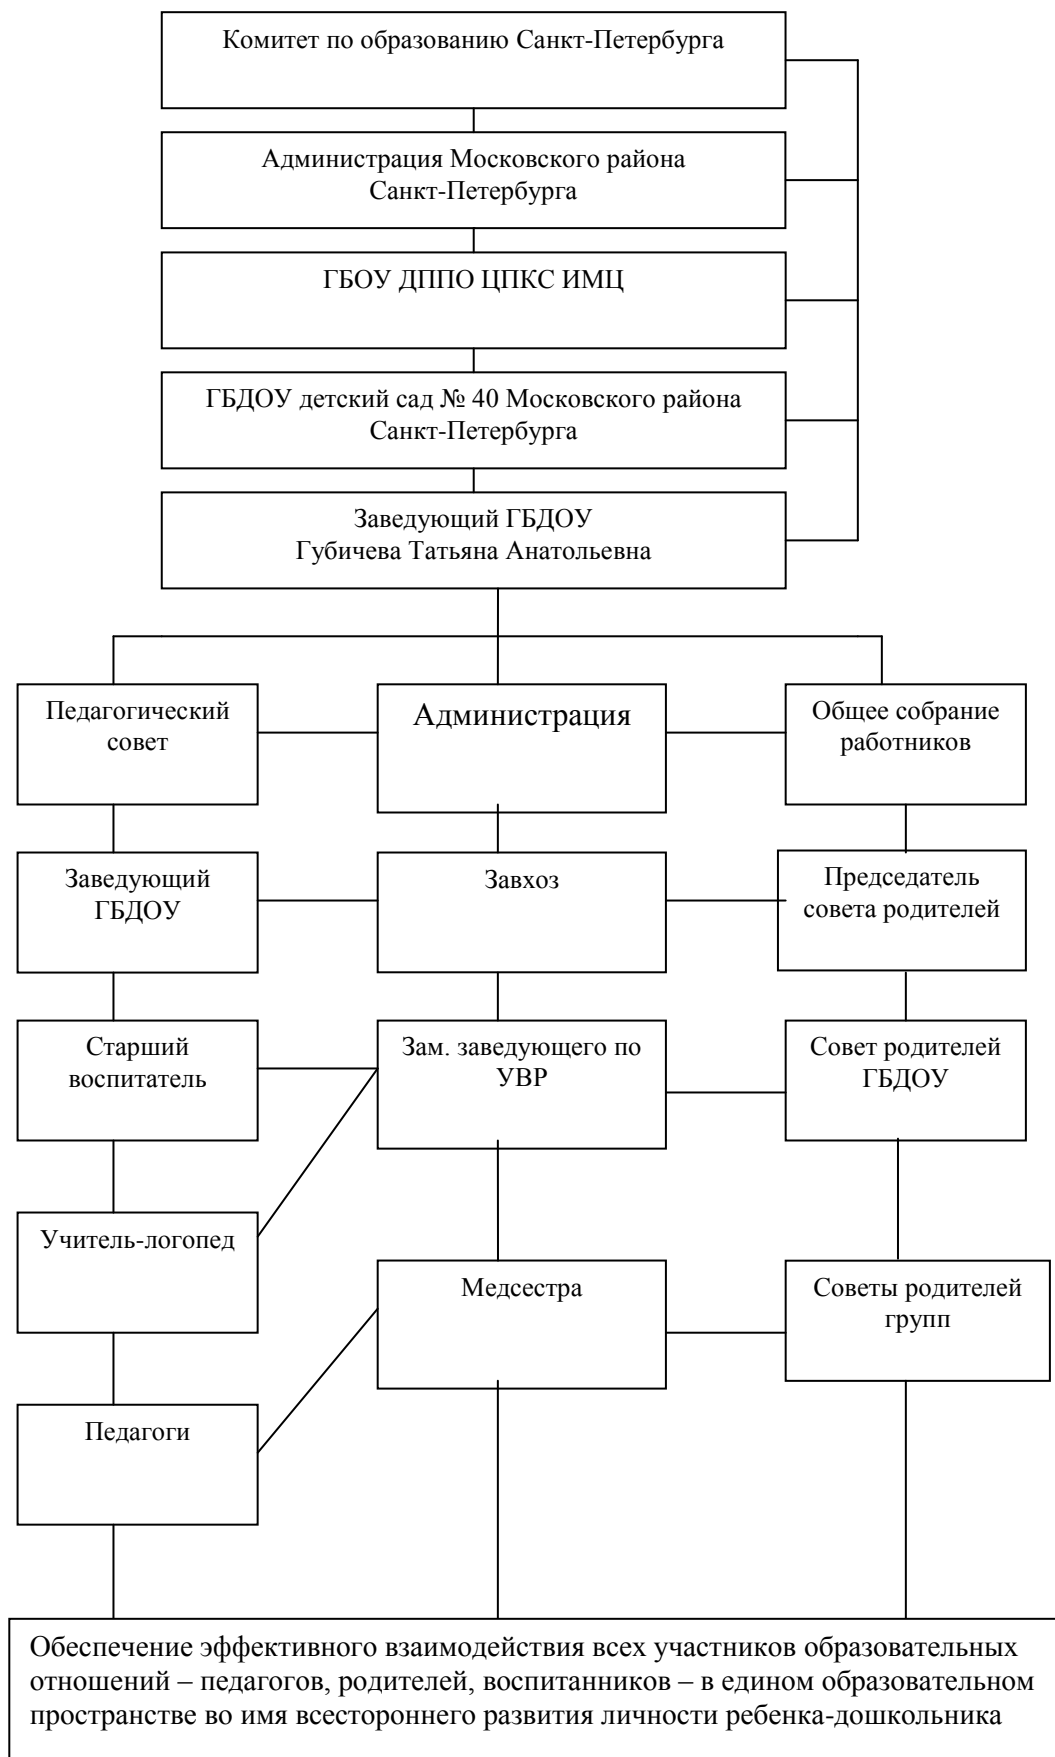 Комитет по образованию Санкт-Петербурга
Администрация Московского района
Санкт-Петербурга
ГБОУ ДППО ЦПКС ИМЦ
ГБДОУ детский сад № 40 Московского района
Санкт-Петербурга
Заведующий ГБДОУ
Губичева Татьяна Анатольевна
Педагогический
совет
Администрация
Общее собрание
работников
Заведующий
ГБДОУ
Завхоз
Председатель
совета родителей
Старший
воспитатель
Зам. заведующего по
УВР
Совет родителей
ГБДОУ
Учитель-логопед
Медсестра
Советы родителей
групп
Педагоги
Обеспечение эффективного взаимодействия всех участников образовательных
отношений – педагогов, родителей, воспитанников – в едином образовательном
пространстве во имя всестороннего развития личности ребенка-дошкольника